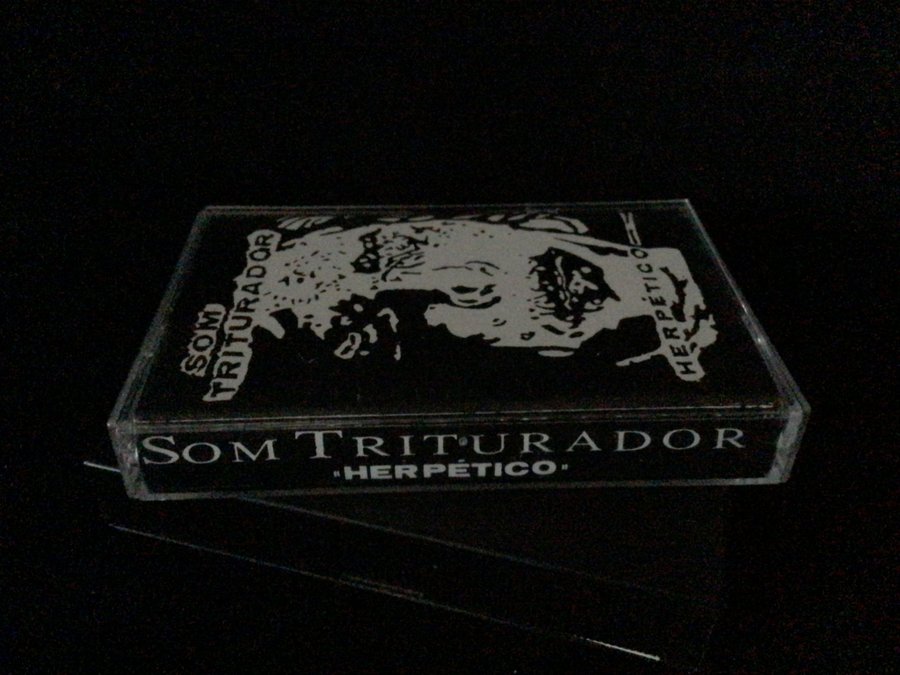 SOM
TRITURADOR
HERPÉTICO
SOM TRITURADOR
"HERPÉTICO"